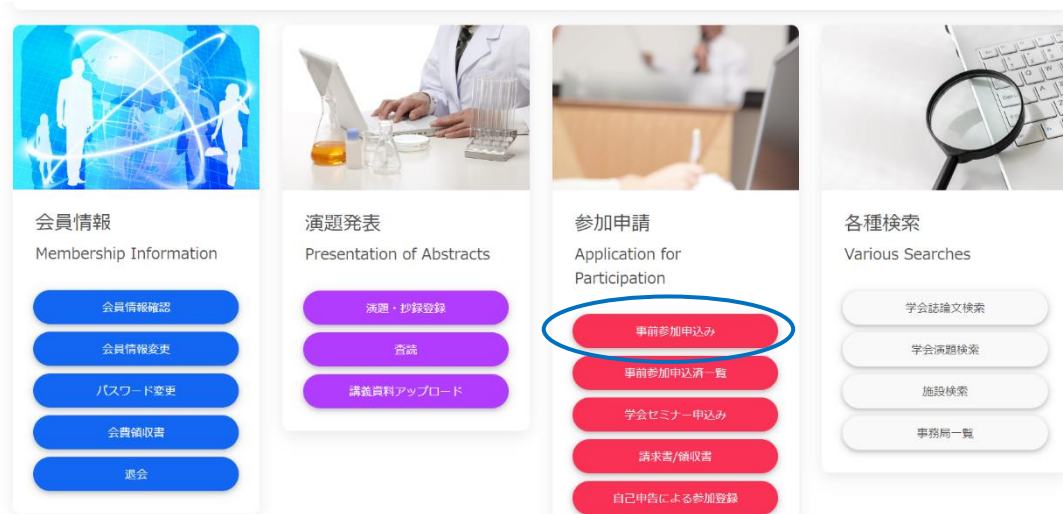 会員情報
Membership Information
会員情報確認
会員情報変更
パスワード変更
会費領収書
退会
演題発表
Presentation of Abstracts
演題・抄録登録
査読
講義資料アップロード
参加申請
Application for
Participation
事前参加申込み
事前参加申込済一覧
学会セミナー申込み
請求書/領収書
自己申告による参加登録
各種検索
Various Searches
学会誌論文検索
学会演題検索
施設検索
事務局一覧